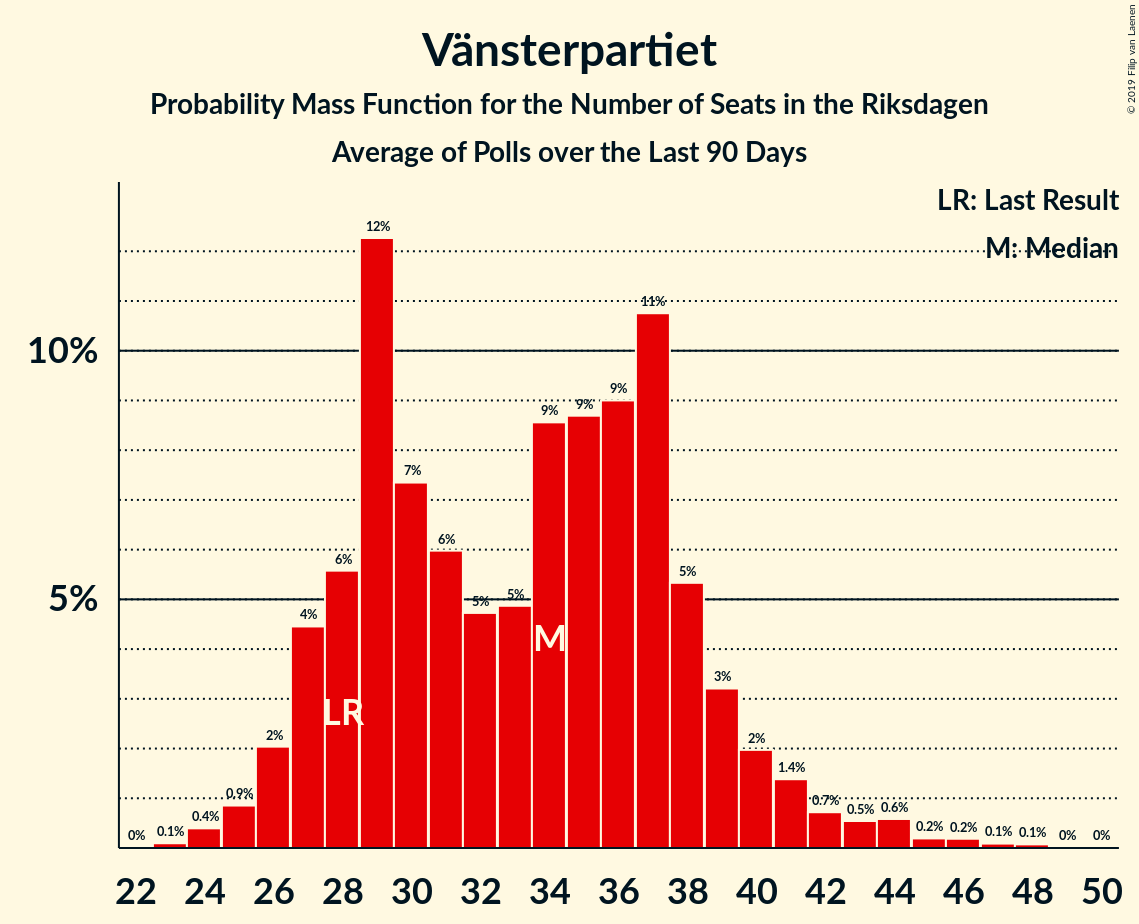 © 2019 Filip van Laenen
Vänsterpartiet
Probability Mass Function for the Number of Seats in the Riksdagen
Average of Polls over the Last 90 Days
LR: Last Result
M: Median
10%
5%
0% 0.1% 0.4% 0.9% 2% 4% 6% 12% 7% 6% 5% 5% 9% 9% 9% 11% 5% 3% 2% 1.4% 0.7% 0.5% 0.6% 0.2% 0.2% 0.1% 0.1% 0% 0%
LR
M
22 24 26 28 30 32 34 36 38 40 42 44 46 48 50